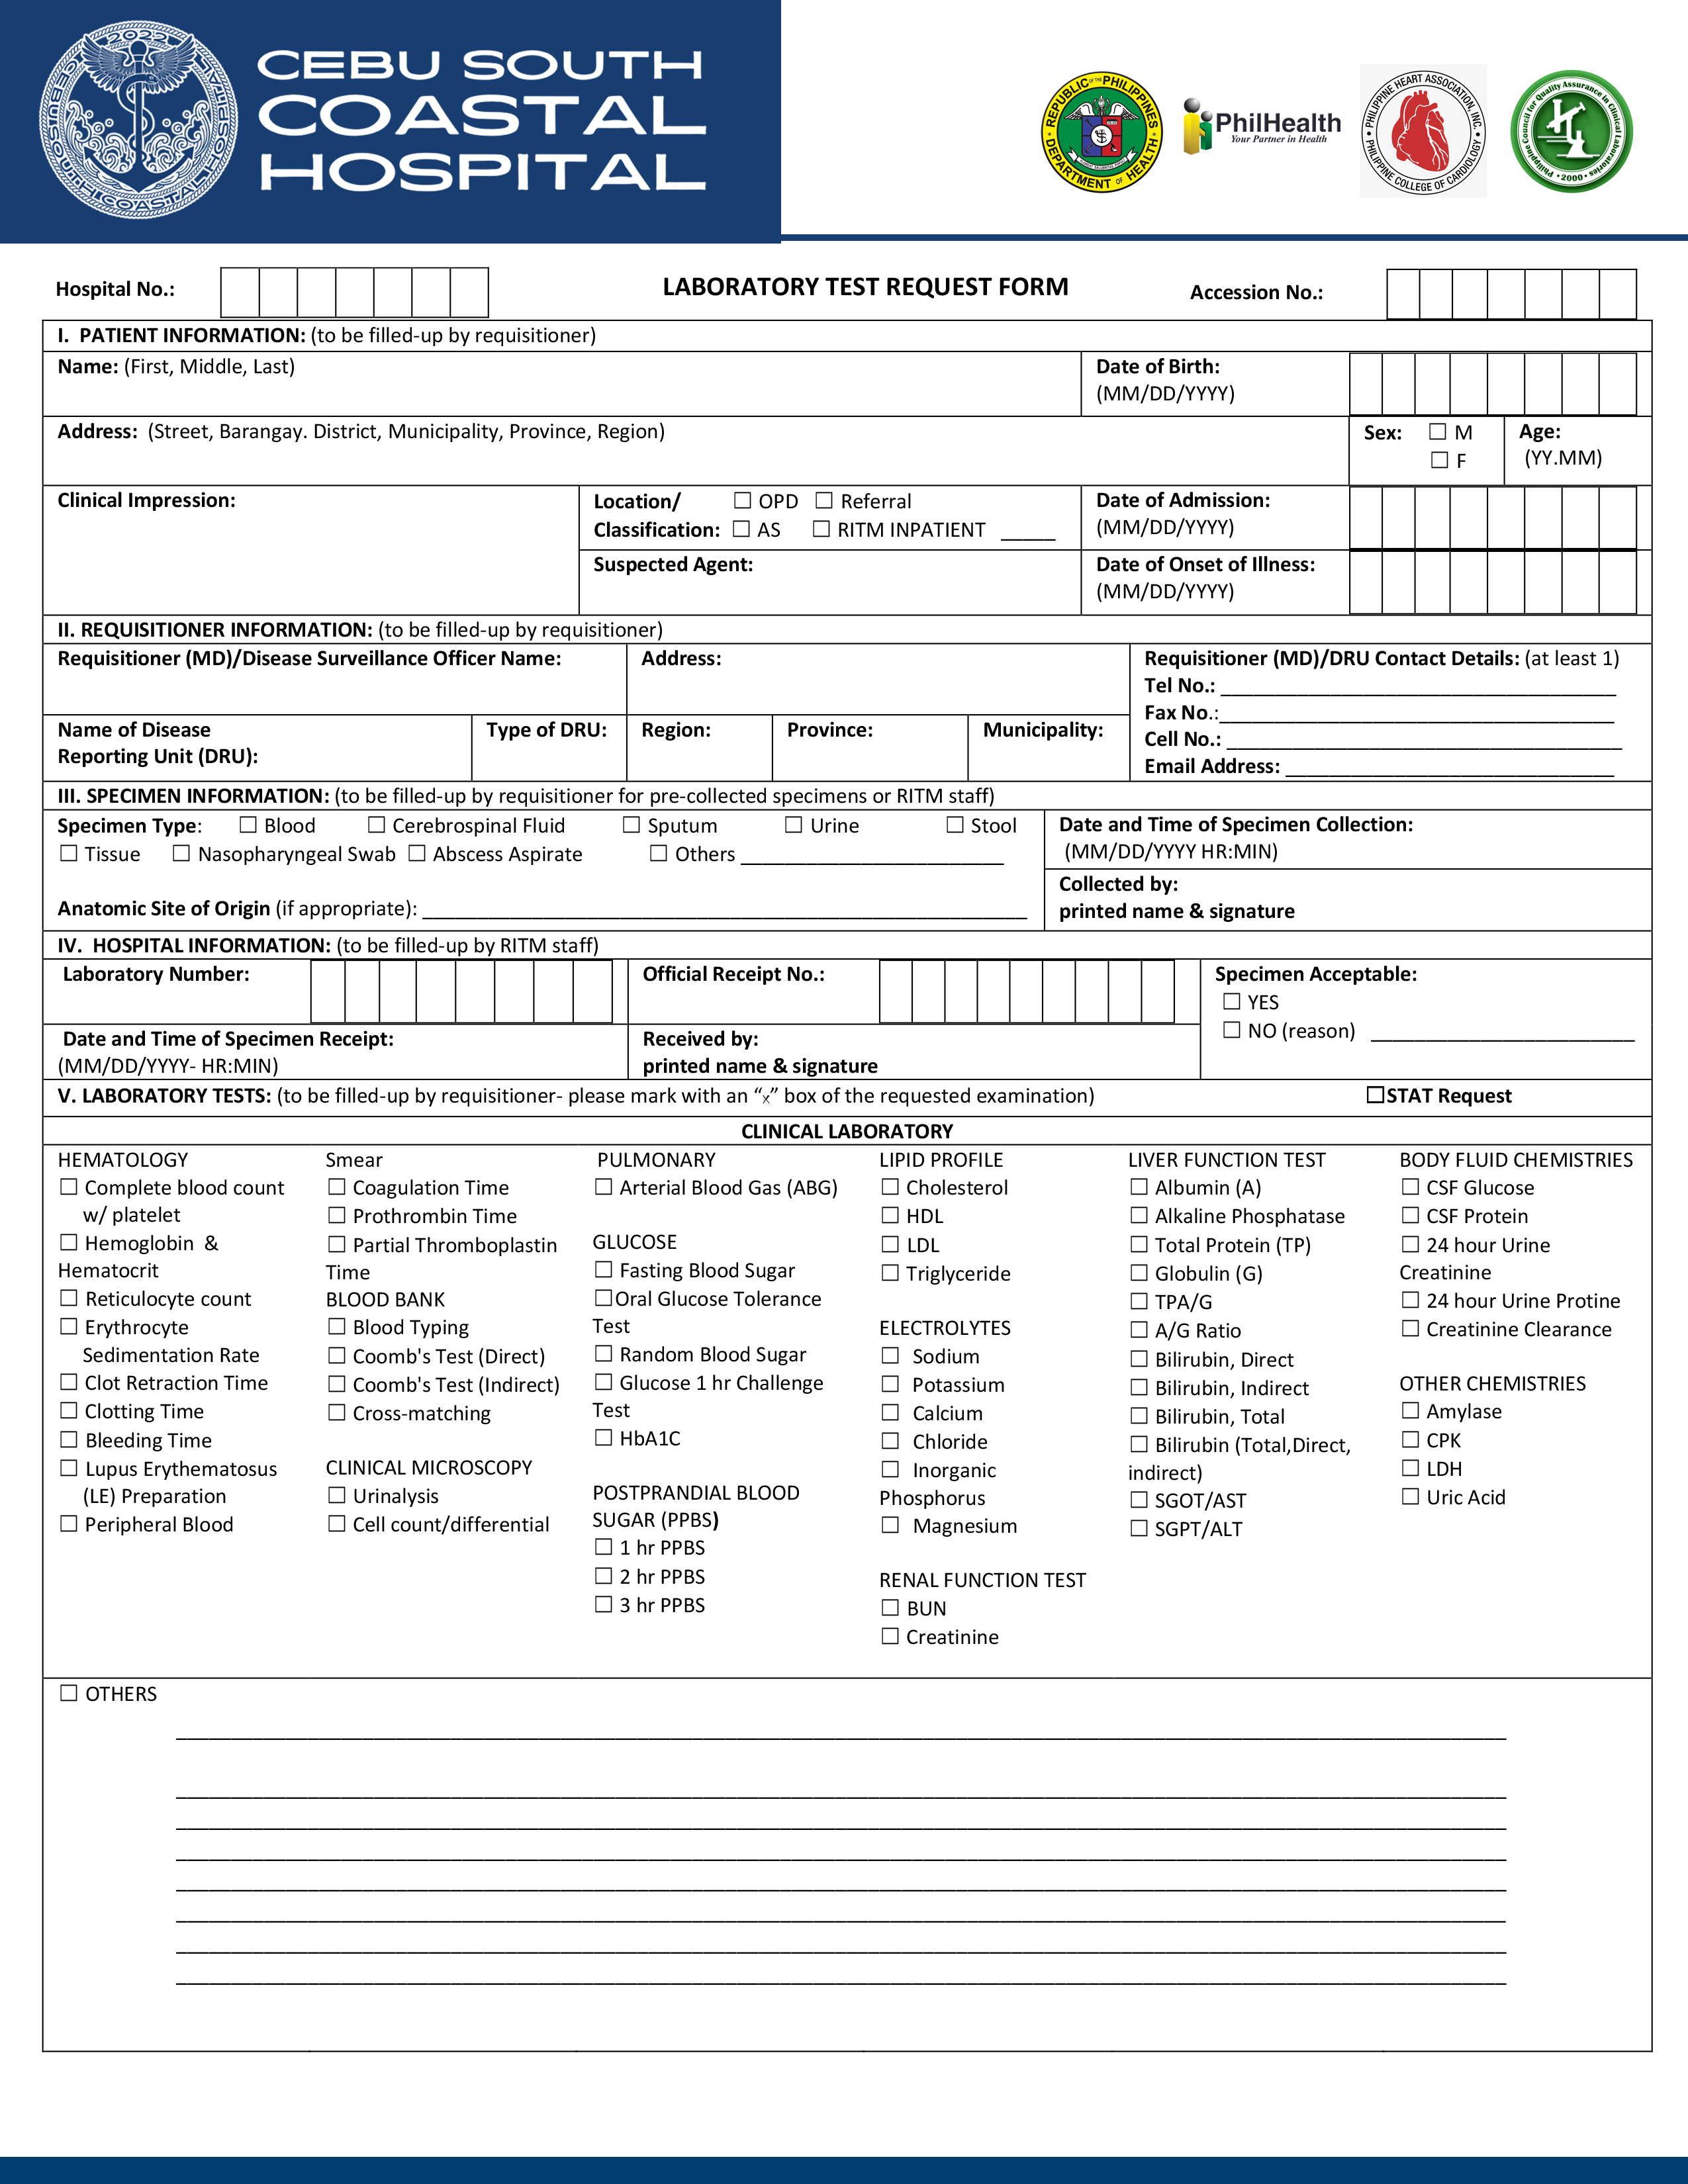 CEBU SOUTH
COASTAL
HOSPITAL
2022
CEBU SOUTH COASTAL HOSPITAL
REPUBLIC OF THE PHILIPPINES
DEPARTMENT OF HEALTH
PhilHealth
Your Partner in Health
PHILIPPINE HEART ASSOCIATION, INC.
PHILIPPINE COLLEGE OF CARDIOLOGY
Philippine Council for Quality Assurance in Clinical Laboratories
2000
Hospital No.:
LABORATORY TEST REQUEST FORM
Accession No.:
I. PATIENT INFORMATION: (to be filled-up by requisitioner)
Name: (First, Middle, Last)
Date of Birth:
(MM/DD/YYYY)
Address: (Street, Barangay. District, Municipality, Province, Region)
Sex: ☐ M
☐ F
Age:
(YY.MM)
Clinical Impression:
Location/ ☐ OPD ☐ Referral
Classification: ☐ AS ☐ RITM INPATIENT _____
Date of Admission:
(MM/DD/YYYY)
Suspected Agent:
Date of Onset of Illness:
(MM/DD/YYYY)
II. REQUISITIONER INFORMATION: (to be filled-up by requisitioner)
Requisitioner (MD)/Disease Surveillance Officer Name:
Address:
Requisitioner (MD)/DRU Contact Details: (at least 1)
Tel No.: ____________________
Fax No.:____________________
Cell No.: ____________________
Email Address: ____________________
Name of Disease
Reporting Unit (DRU):
Type of DRU:
Region:
Province:
Municipality:
III. SPECIMEN INFORMATION: (to be filled-up by requisitioner for pre-collected specimens or RITM staff)
Specimen Type: ☐ Blood ☐ Cerebrospinal Fluid ☐ Sputum ☐ Urine ☐ Stool
☐ Tissue ☐ Nasopharyngeal Swab ☐ Abscess Aspirate ☐ Others ____________________
Anatomic Site of Origin (if appropriate): ____________________
Date and Time of Specimen Collection:
(MM/DD/YYYY HR:MIN)
Collected by:
printed name & signature
IV. HOSPITAL INFORMATION: (to be filled-up by RITM staff)
Laboratory Number:
Official Receipt No.:
Specimen Acceptable:
☐ YES
☐ NO (reason) ____________________
Date and Time of Specimen Receipt:
(MM/DD/YYYY- HR:MIN)
Received by:
printed name & signature
V. LABORATORY TESTS: (to be filled-up by requisitioner- please mark with an “x” box of the requested examination)
☐STAT Request
CLINICAL LABORATORY
HEMATOLOGY
☐ Complete blood count
w/ platelet
☐ Hemoglobin &
Hematocrit
☐ Reticulocyte count
☐ Erythrocyte
Sedimentation Rate
☐ Clot Retraction Time
☐ Clotting Time
☐ Bleeding Time
☐ Lupus Erythematosus
(LE) Preparation
☐ Peripheral Blood
Smear
☐ Coagulation Time
☐ Prothrombin Time
☐ Partial Thromboplastin
Time
BLOOD BANK
☐ Blood Typing
☐ Coomb's Test (Direct)
☐ Coomb's Test (Indirect)
☐ Cross-matching
CLINICAL MICROSCOPY
☐ Urinalysis
☐ Cell count/differential
PULMONARY
☐ Arterial Blood Gas (ABG)
GLUCOSE
☐ Fasting Blood Sugar
☐Oral Glucose Tolerance
Test
☐ Random Blood Sugar
☐ Glucose 1 hr Challenge
Test
☐ HbA1C
POSTPRANDIAL BLOOD
SUGAR (PPBS)
☐ 1 hr PPBS
☐ 2 hr PPBS
☐ 3 hr PPBS
LIPID PROFILE
☐ Cholesterol
☐ HDL
☐ LDL
☐ Triglyceride
ELECTROLYTES
☐ Sodium
☐ Potassium
☐ Calcium
☐ Chloride
☐ Inorganic
Phosphorus
☐ Magnesium
RENAL FUNCTION TEST
☐ BUN
☐ Creatinine
LIVER FUNCTION TEST
☐ Albumin (A)
☐ Alkaline Phosphatase
☐ Total Protein (TP)
☐ Globulin (G)
☐ TPA/G
☐ A/G Ratio
☐ Bilirubin, Direct
☐ Bilirubin, Indirect
☐ Bilirubin, Total
☐ Bilirubin (Total,Direct,
indirect)
☐ SGOT/AST
☐ SGPT/ALT
BODY FLUID CHEMISTRIES
☐ CSF Glucose
☐ CSF Protein
☐ 24 hour Urine
Creatinine
☐ 24 hour Urine Protine
☐ Creatinine Clearance
OTHER CHEMISTRIES
☐ Amylase
☐ CPK
☐ LDH
☐ Uric Acid
☐ OTHERS